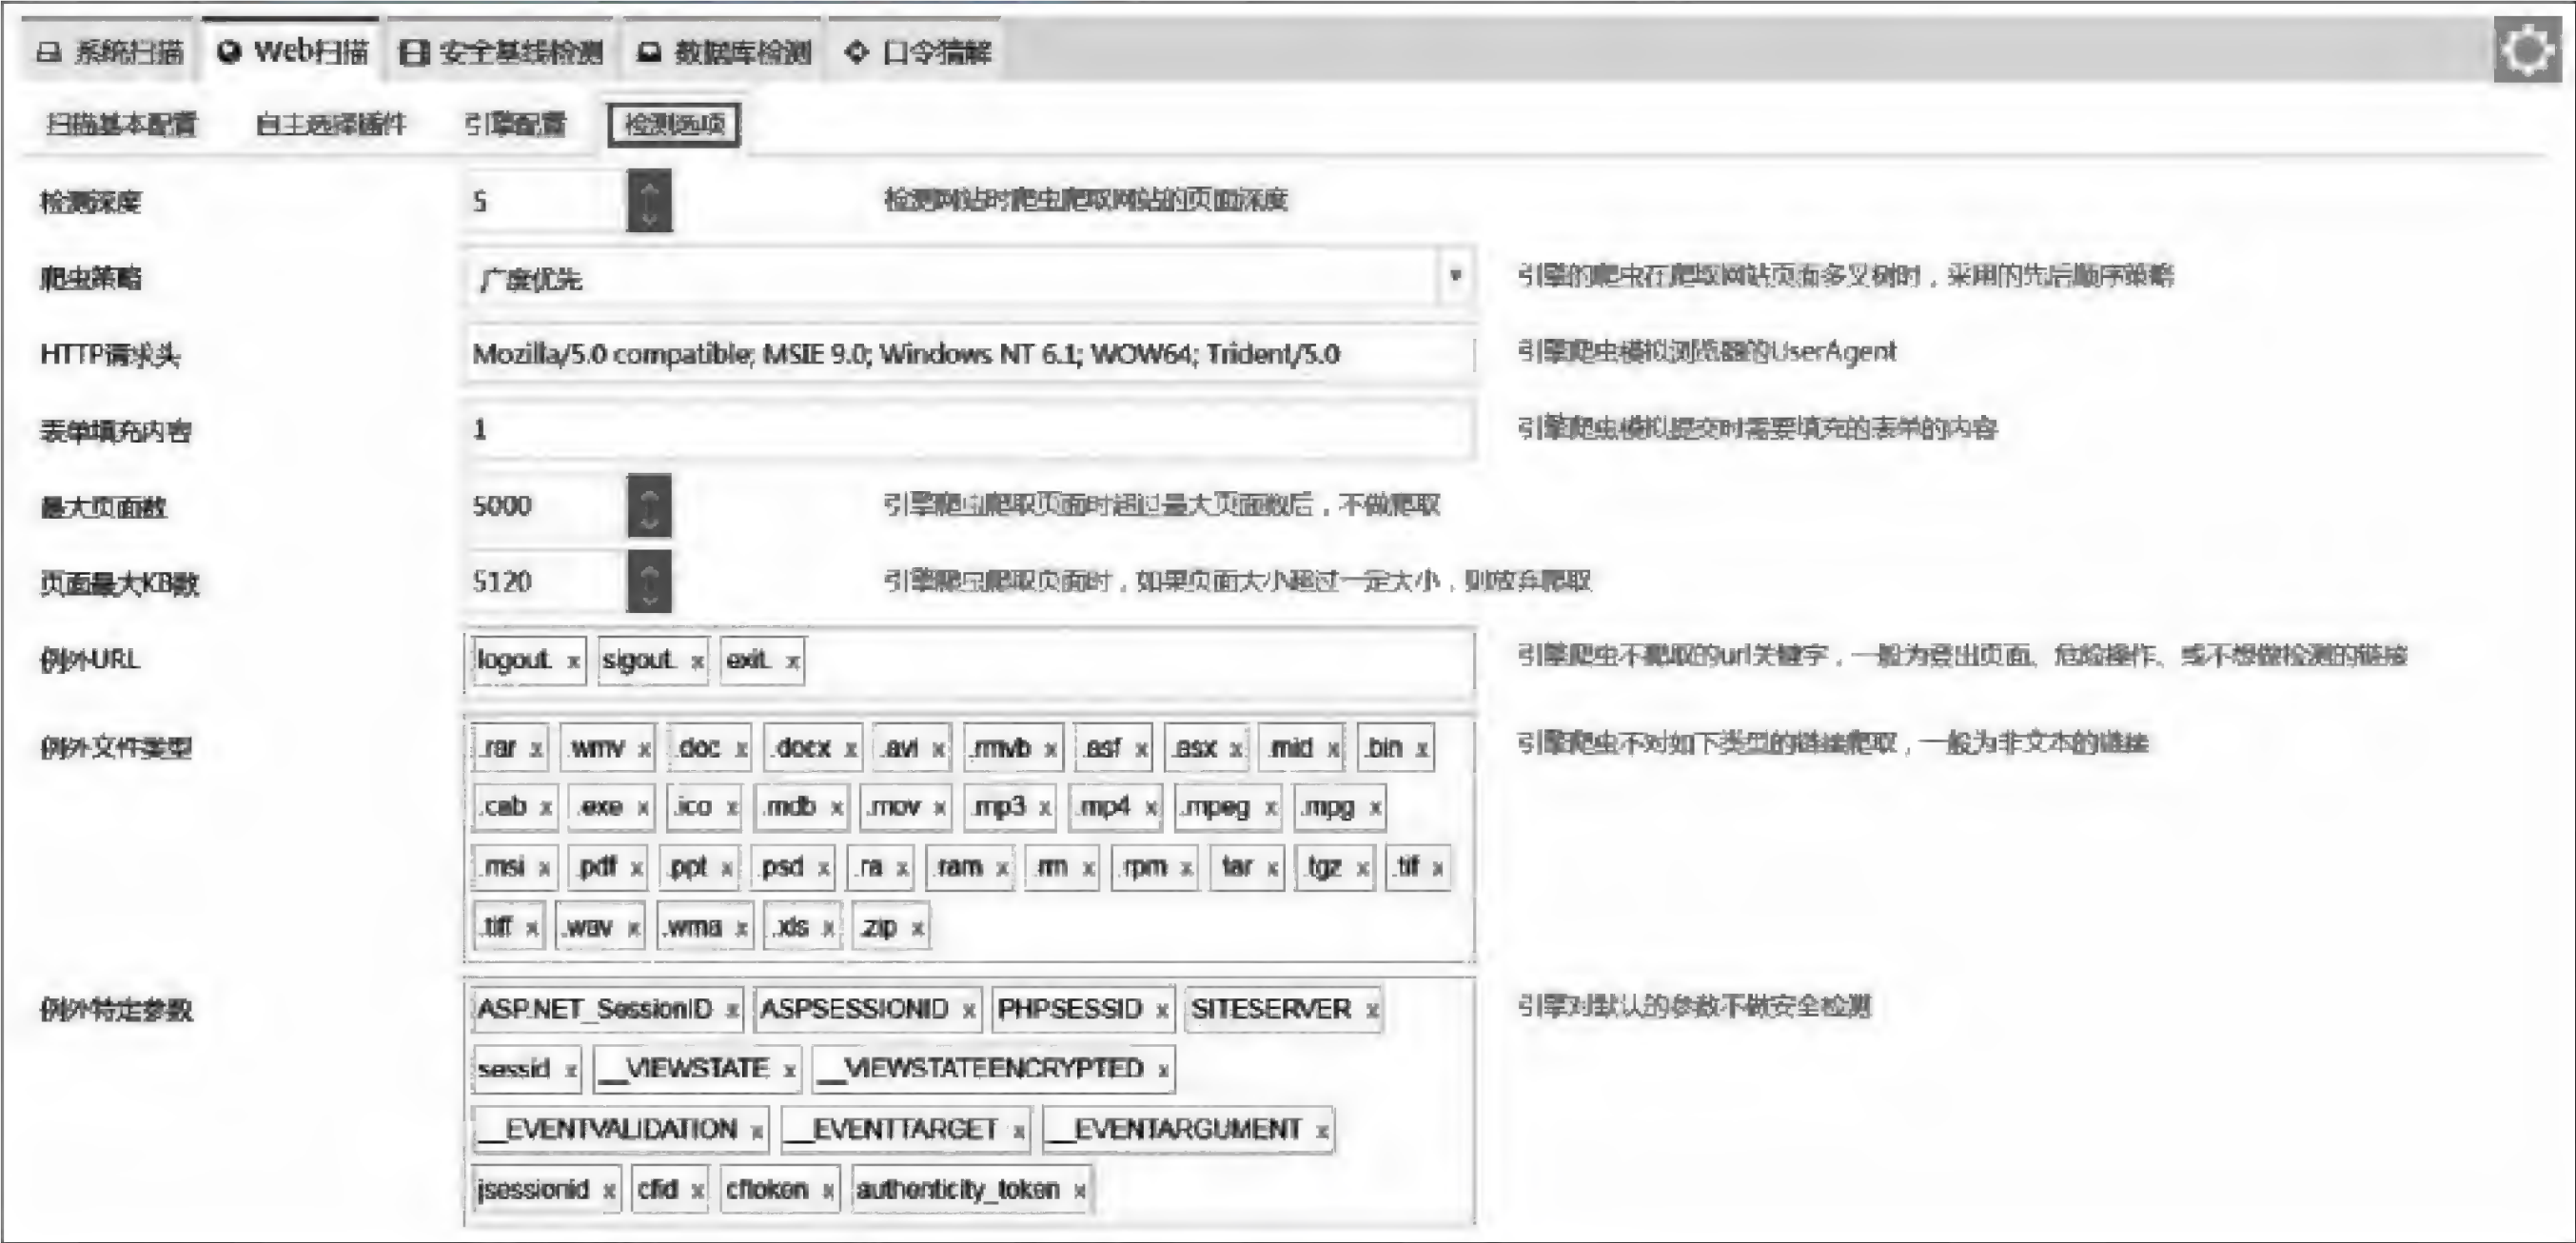 系统扫描 Web扫描 安全基线检测 数据库检测 口令猜解
扫描基本配置 自主选择插件 引擎配置 检测选项
检测深度 5 检测网站时爬虫爬取网站的页面深度
爬虫策略 广度优先 引擎的爬虫在爬取网站页面多叉树时，采用的先后顺序策略
HTTP请求头 Mozilla/5.0 compatible; MSIE 9.0; Windows NT 6.1; WOW64; Trident/5.0 引擎爬虫模拟浏览器的UserAgent
表单填充内容 1 引擎爬虫模拟提交时需要填充的表单的内容
最大页面数 5000 引擎爬虫爬取页面时超过最大页面数后，不做爬取
页面最大KB数 5120 引擎爬虫爬取页面时，如果页面大小超过一定大小，则放弃爬取
例外URL logout x sigout x exit x 引擎爬虫不爬取的url关键字，一般为登出页面、危险操作、或不想做检测的链接
例外文件类型 .rar x .wmv x .doc x .docx x .avi x .rmvb x .asf x .asx x .mid x .bin x 引擎爬虫不对如下类型的链接爬取，一般为非文本的链接
.cab x .exe x .ico x .mdb x .mov x .mp3 x .mp4 x .mpeg x .mpg x
.msi x .pdf x .ppt x .psd x .ra x .ram x .rm x .rpm x tar x .tgz x .tif x
.tiff x .wav x .wma x .xls x .zip x
例外特定参数 ASP.NET_SessionID x ASPSESSIONID x PHPSESSID x SITESERVER x 引擎对默认的参数不做安全检测
sessid x __VIEWSTATE x __VIEWSTATEENCRYPTED x
__EVENTVALIDATION x __EVENTTARGET x __EVENTARGUMENT x
jsessionid x cfid x cftoken x authenticity_token x